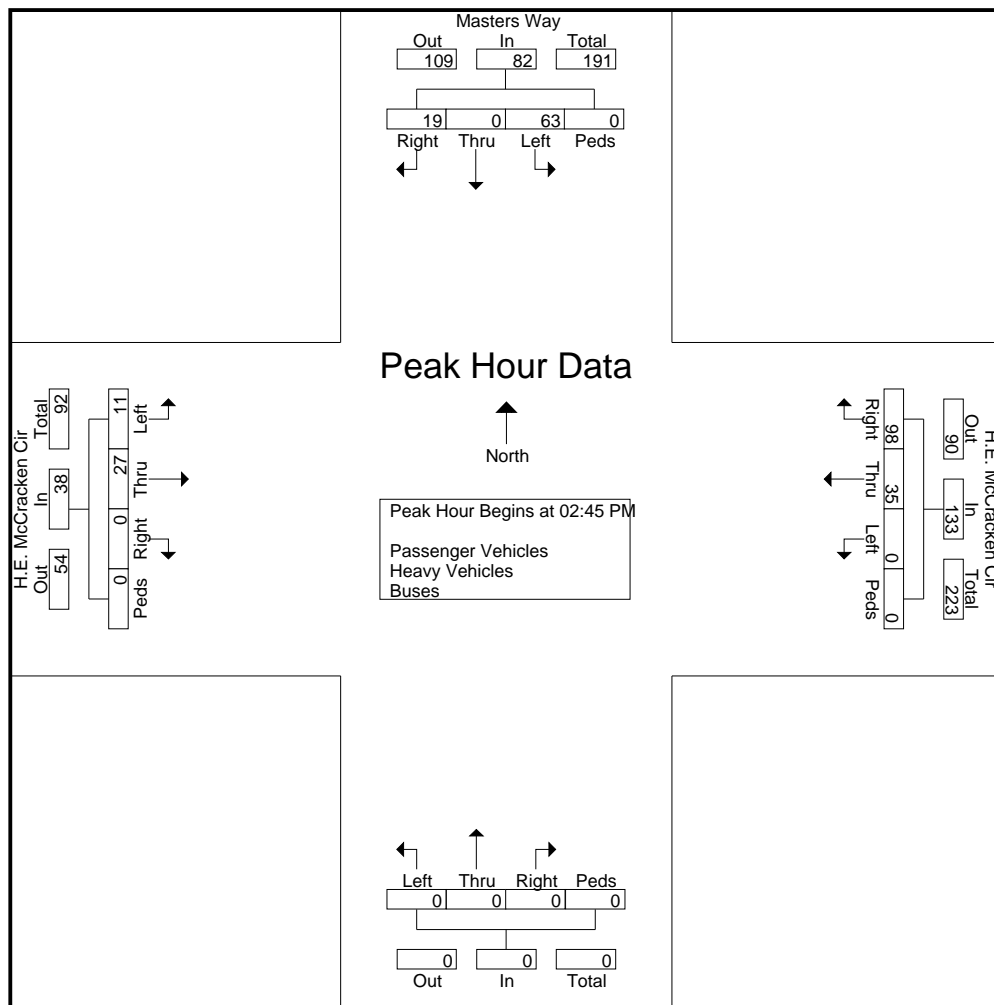 Masters Way
Out In Total
109 82 191
19 0 63 0
Right Thru Left Peds
Peak Hour Data
North
Peak Hour Begins at 02:45 PM
Passenger Vehicles
Heavy Vehicles
Buses
H.E. McCracken Cir
Out In Total
54 38 92
11 27 0 0
Left Thru Right Peds
H.E. McCracken Cir
Out In Total
90 133 223
98 35 0 0
Right Thru Left Peds
Left Thru Right Peds
0 0 0 0
0 0 0
Out In Total